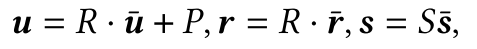 u = R · ū + P, r = R · r̄, s = Ss̄,